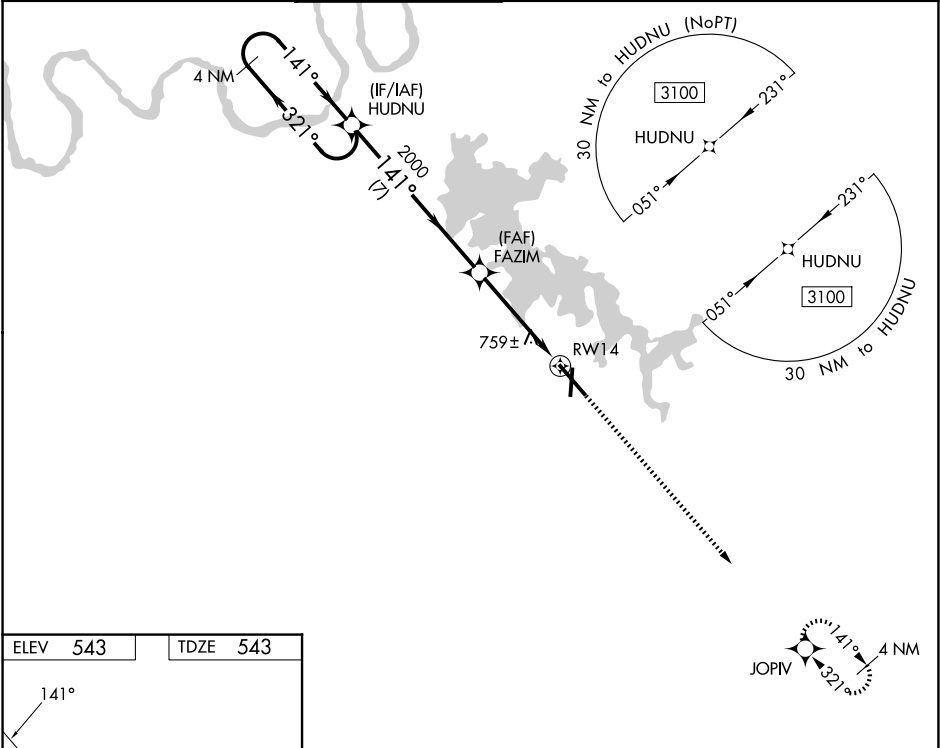 4 NM
141°
321°
(IF/IAF)
HUDNU
2000
141°
(7)
(FAF)
FAZIM
759±
RW14
30 NM to HUDNU (NoPT)
3100
HUDNU
231°
051°
231°
HUDNU
3100
051°
30 NM to HUDNU
JOPIV
141°
321°
4 NM
ELEV 543
TDZE 543
141°